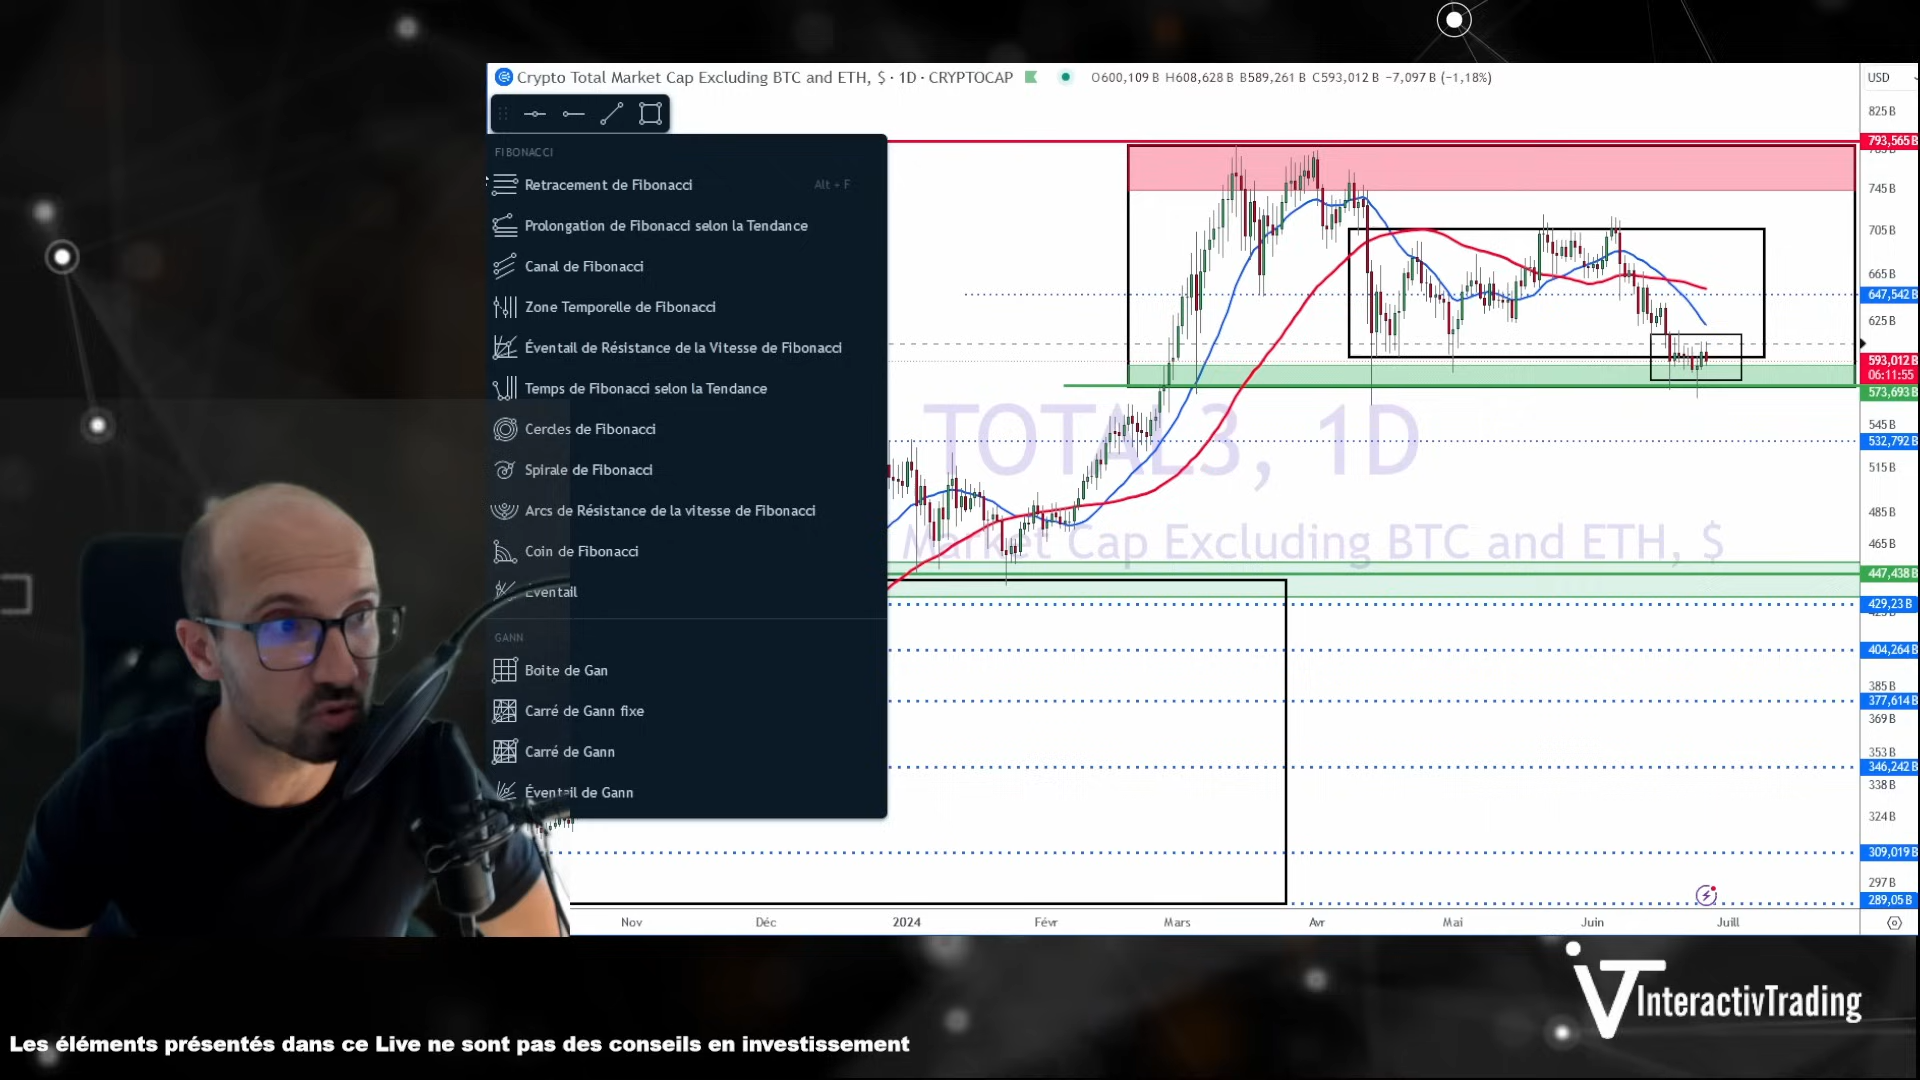 Crypto Total Market Cap Excluding BTC and ETH, $ · 1D · CRYPTOCAP O600,109 B H608,628 B B589,261 B C593,012 B −7,097 B (−1,18%)
USD
FIBONACCI
Retracement de Fibonacci Alt + F
Prolongation de Fibonacci selon la Tendance
Canal de Fibonacci
Zone Temporelle de Fibonacci
Éventail de Résistance de la Vitesse de Fibonacci
Temps de Fibonacci selon la Tendance
Cercles de Fibonacci
Spirale de Fibonacci
Arcs de Résistance de la vitesse de Fibonacci
Coin de Fibonacci
Éventail
GANN
Boite de Gan
Carré de Gann fixe
Carré de Gann
Éventail de Gann
TOTAL3, 1D
Market Cap Excluding BTC and ETH, $
825 B
793,565 B
745 B
705 B
665 B
647,542 B
625 B
593,012 B
06:11:55
573,693 B
545 B
532,792 B
515 B
485 B
465 B
447,438 B
429,23 B
404,264 B
385 B
377,614 B
369 B
353 B
346,242 B
338 B
324 B
309,019 B
297 B
289,05 B
Nov Déc 2024 Févr Mars Avr Mai Juin Juill
InteractivTrading
Les éléments présentés dans ce Live ne sont pas des conseils en investissement